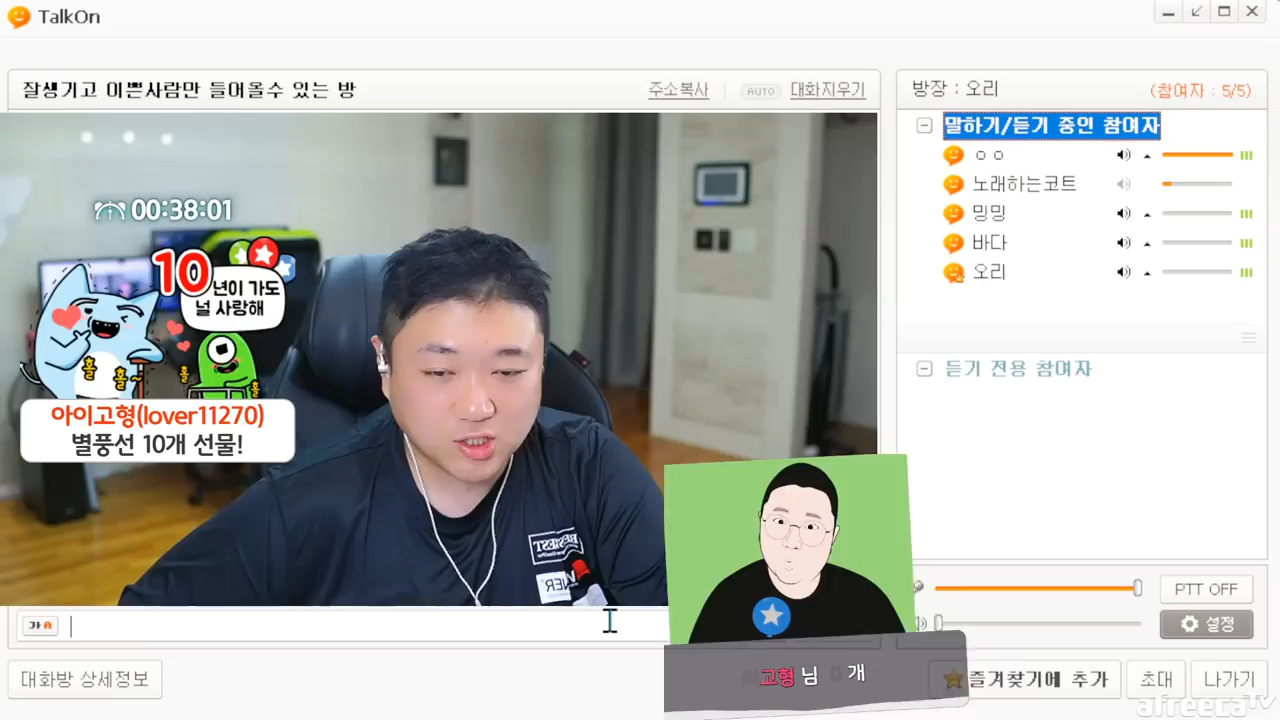 TalkOn
잘생기고 이쁜사람만 들어올수 있는 방
주소복사
AUTO
대화지우기
방장 : 오리
(참여자 : 5/5)
말하기/듣기 중인 참여자
ㅇㅇ
노래하는코트
밍밍
바다
오리
듣기 전용 참여자
00:38:01
10
년이 가도
널 사랑해
홀
홀~
홀
홀
아이고형(lover11270)
별풍선 10개 선물!
고형 님
개
가A
PTT OFF
설정
대화방 상세정보
즐겨찾기에 추가
초대
나가기
afreecaTV